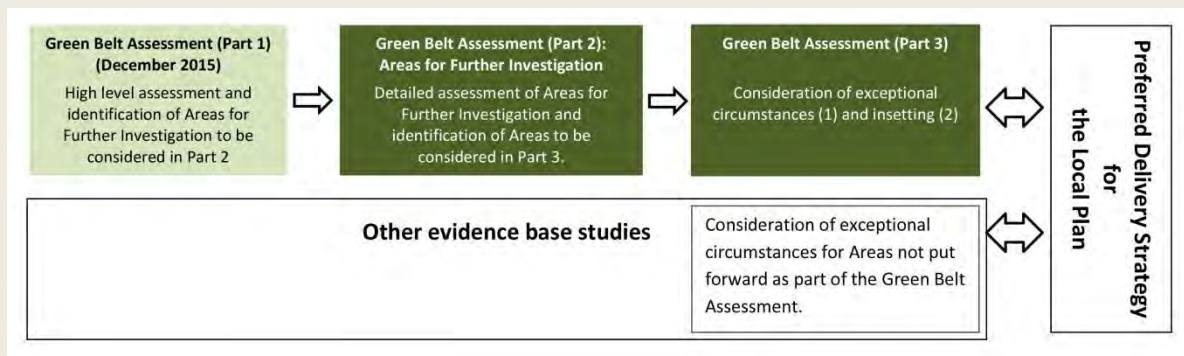 Green Belt Assessment (Part 1)
(December 2015)
High level assessment and
identification of Areas for
Further Investigation to be
considered in Part 2
Green Belt Assessment (Part 2):
Areas for Further Investigation
Detailed assessment of Areas for
Further Investigation and
identification of Areas to be
considered in Part 3.
Green Belt Assessment (Part 3)
Consideration of exceptional
circumstances (1) and insetting (2)
Preferred Delivery Strategy
for
the Local Plan
Other evidence base studies
Consideration of exceptional
circumstances for Areas not put
forward as part of the Green Belt
Assessment.